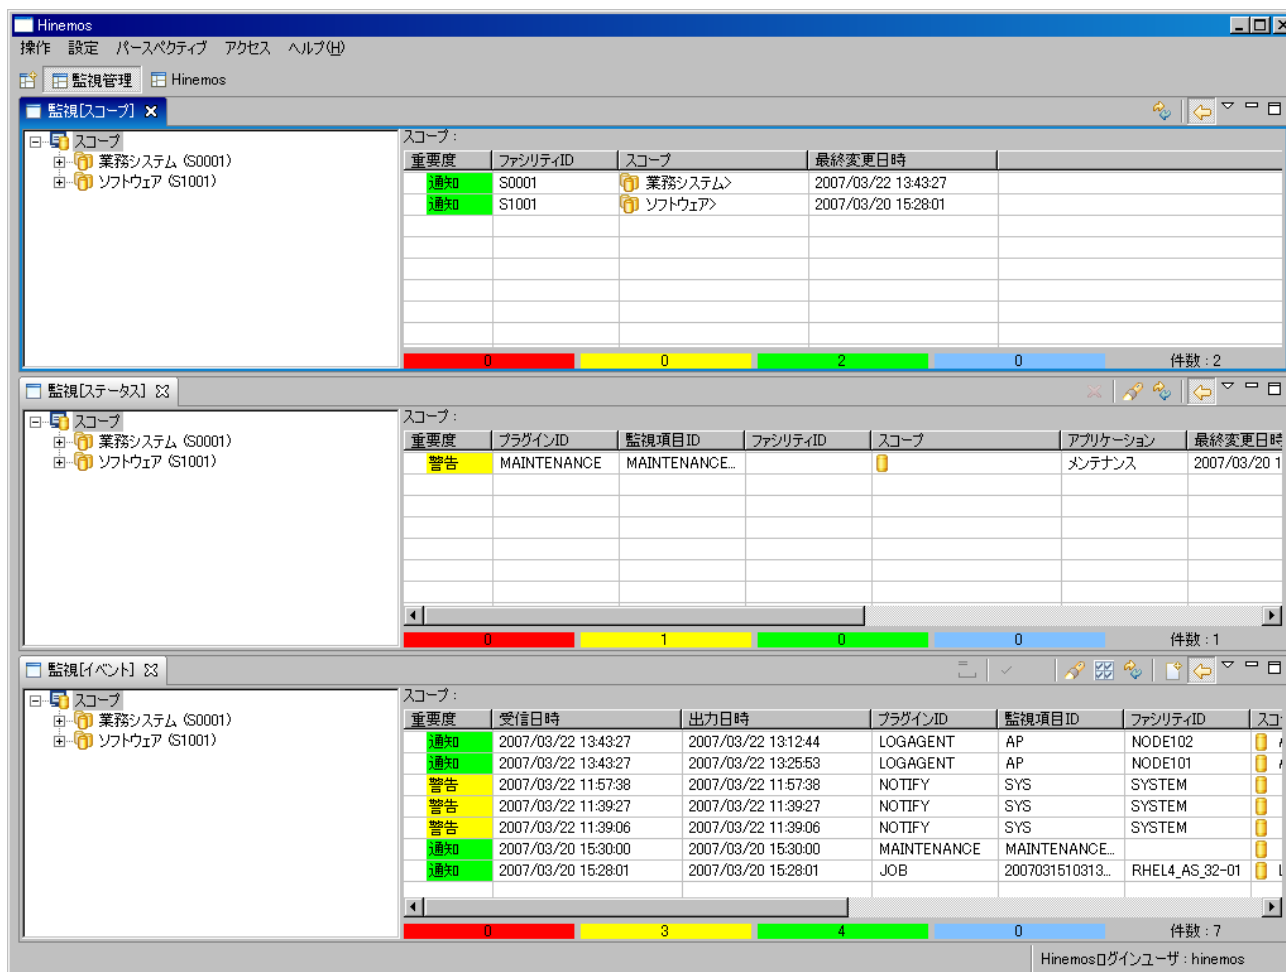 Hinemos
操作 設定 パースペクティブ アクセス ヘルプ(H)
監視管理 Hinemos
監視[スコープ]
スコープ
業務システム (S0001)
ソフトウェア (S1001)
スコープ :
重要度 ファシリティID スコープ 最終変更日時
通知 S0001 業務システム> 2007/03/22 13:43:27
通知 S1001 ソフトウェア> 2007/03/20 15:28:01
0 0 2 0 件数 : 2
監視[ステータス]
スコープ
業務システム (S0001)
ソフトウェア (S1001)
スコープ :
重要度 プラグインID 監視項目ID ファシリティID スコープ アプリケーション 最終変更日時
警告 MAINTENANCE MAINTENANCE... メンテナンス 2007/03/20 1
0 1 0 0 件数 : 1
監視[イベント]
スコープ
業務システム (S0001)
ソフトウェア (S1001)
スコープ :
重要度 受信日時 出力日時 プラグインID 監視項目ID ファシリティID スコ
通知 2007/03/22 13:43:27 2007/03/22 13:12:44 LOGAGENT AP NODE102
通知 2007/03/22 13:43:27 2007/03/22 13:25:53 LOGAGENT AP NODE101
警告 2007/03/22 11:57:38 2007/03/22 11:57:38 NOTIFY SYS SYSTEM
警告 2007/03/22 11:39:27 2007/03/22 11:39:27 NOTIFY SYS SYSTEM
警告 2007/03/22 11:39:06 2007/03/22 11:39:06 NOTIFY SYS SYSTEM
通知 2007/03/20 15:30:00 2007/03/20 15:30:00 MAINTENANCE MAINTENANCE...
通知 2007/03/20 15:28:01 2007/03/20 15:28:01 JOB 2007031510313... RHEL4_AS_32-01 L
0 3 4 0 件数 : 7
Hinemosログインユーザ : hinemos